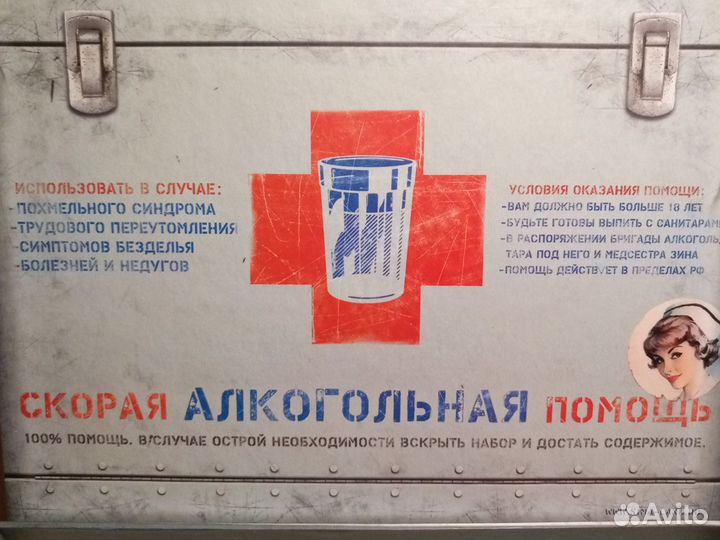 ИСПОЛЬЗОВАТЬ В СЛУЧАЕ:
-ПОХМЕЛЬНОГО СИНДРОМА
-ТРУДОВОГО ПЕРЕУТОМЛЕНИЯ
-СИМПТОМОВ БЕЗДЕЛЬЯ
-БОЛЕЗНЕЙ И НЕДУГОВ
УСЛОВИЯ ОКАЗАНИЯ ПОМОЩИ:
-ВАМ ДОЛЖНО БЫТЬ БОЛЬШЕ 18 ЛЕТ
-БУДЬТЕ ГОТОВЫ ВЫПИТЬ С САНИТАРАМ
-В РАСПОРЯЖЕНИИ БРИГАДЫ АЛКОГОЛЬ,
ТАРА ПОД НЕГО И МЕДСЕСТРА ЗИНА
-ПОМОЩЬ ДЕЙСТВУЕТ В ПРЕДЕЛАХ РФ
СКОРАЯ АЛКОГОЛЬНАЯ ПОМОЩЬ
100% ПОМОЩЬ. В СЛУЧАЕ ОСТРОЙ НЕОБХОДИМОСТИ ВСКРЫТЬ НАБОР И ДОСТАТЬ СОДЕРЖИМОЕ.
Avito